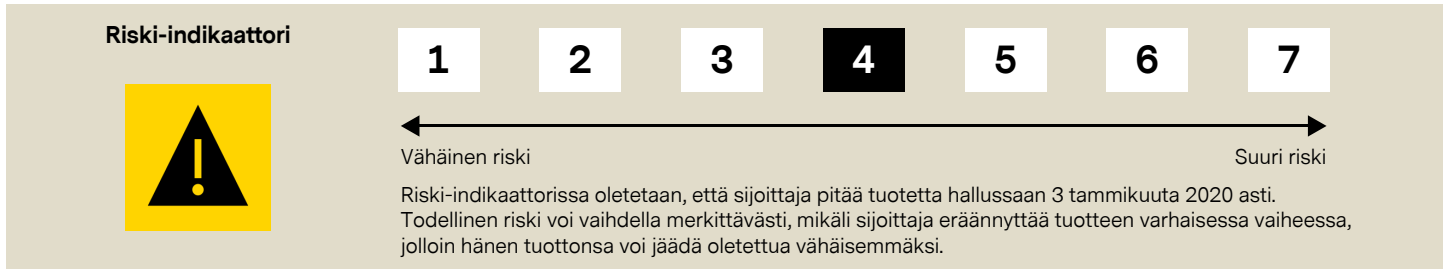 Riski-indikaattori
1 2 3 4 5 6 7
Vähäinen riski Suuri riski
Riski-indikaattorissa oletetaan, että sijoittaja pitää tuotetta hallussaan 3 tammikuuta 2020 asti.
Todellinen riski voi vaihdella merkittävästi, mikäli sijoittaja eräännyttää tuotteen varhaisessa vaiheessa,
jolloin hänen tuottonsa voi jäädä oletettua vähäisemmäksi.